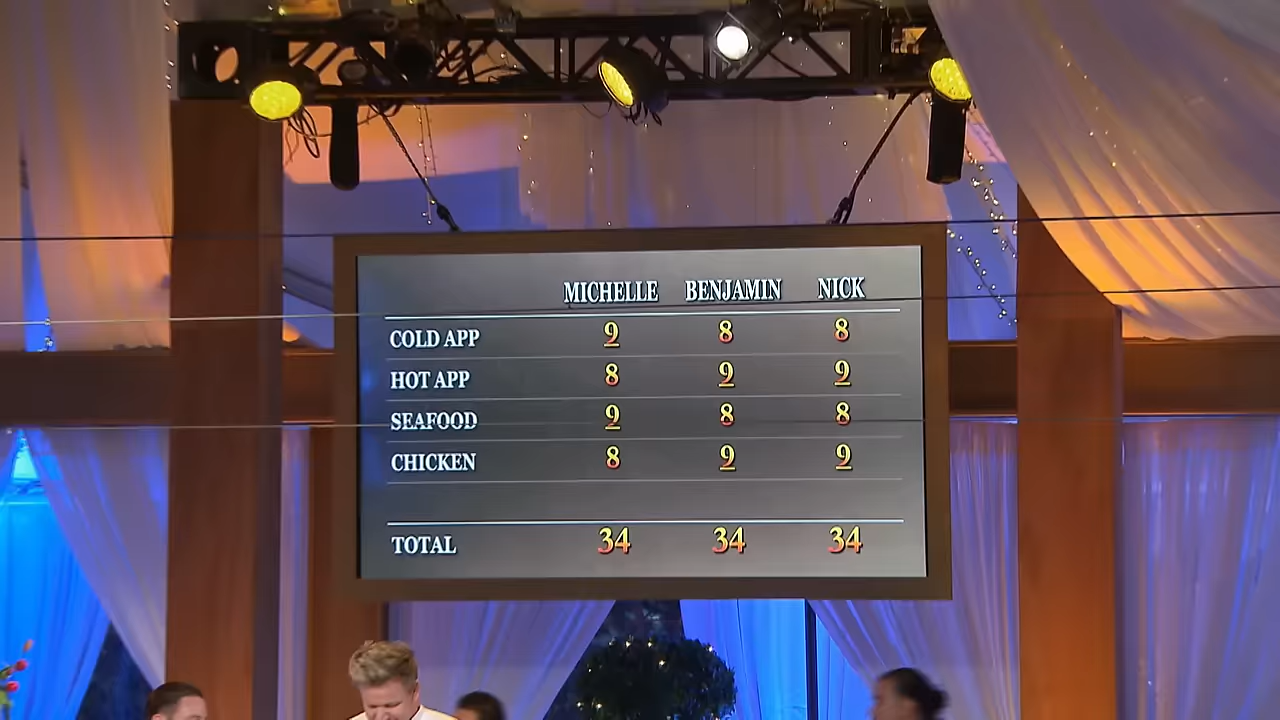 MICHELLE BENJAMIN NICK
COLD APP 9 8 8
HOT APP 8 9 9
SEAFOOD 9 8 8
CHICKEN 8 9 9
TOTAL 34 34 34